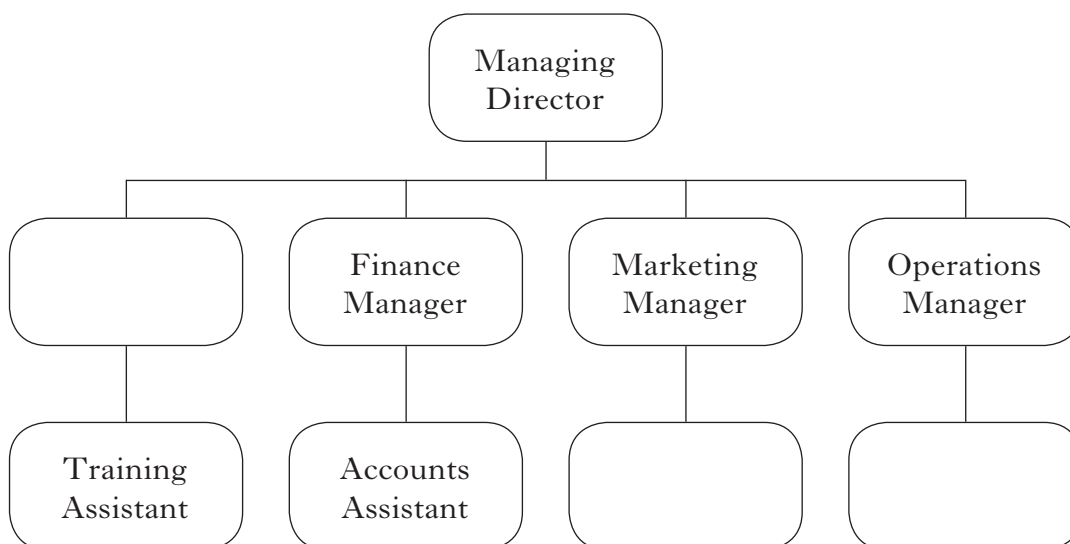 Managing
Director
Finance
Manager
Marketing
Manager
Operations
Manager
Training
Assistant
Accounts
Assistant